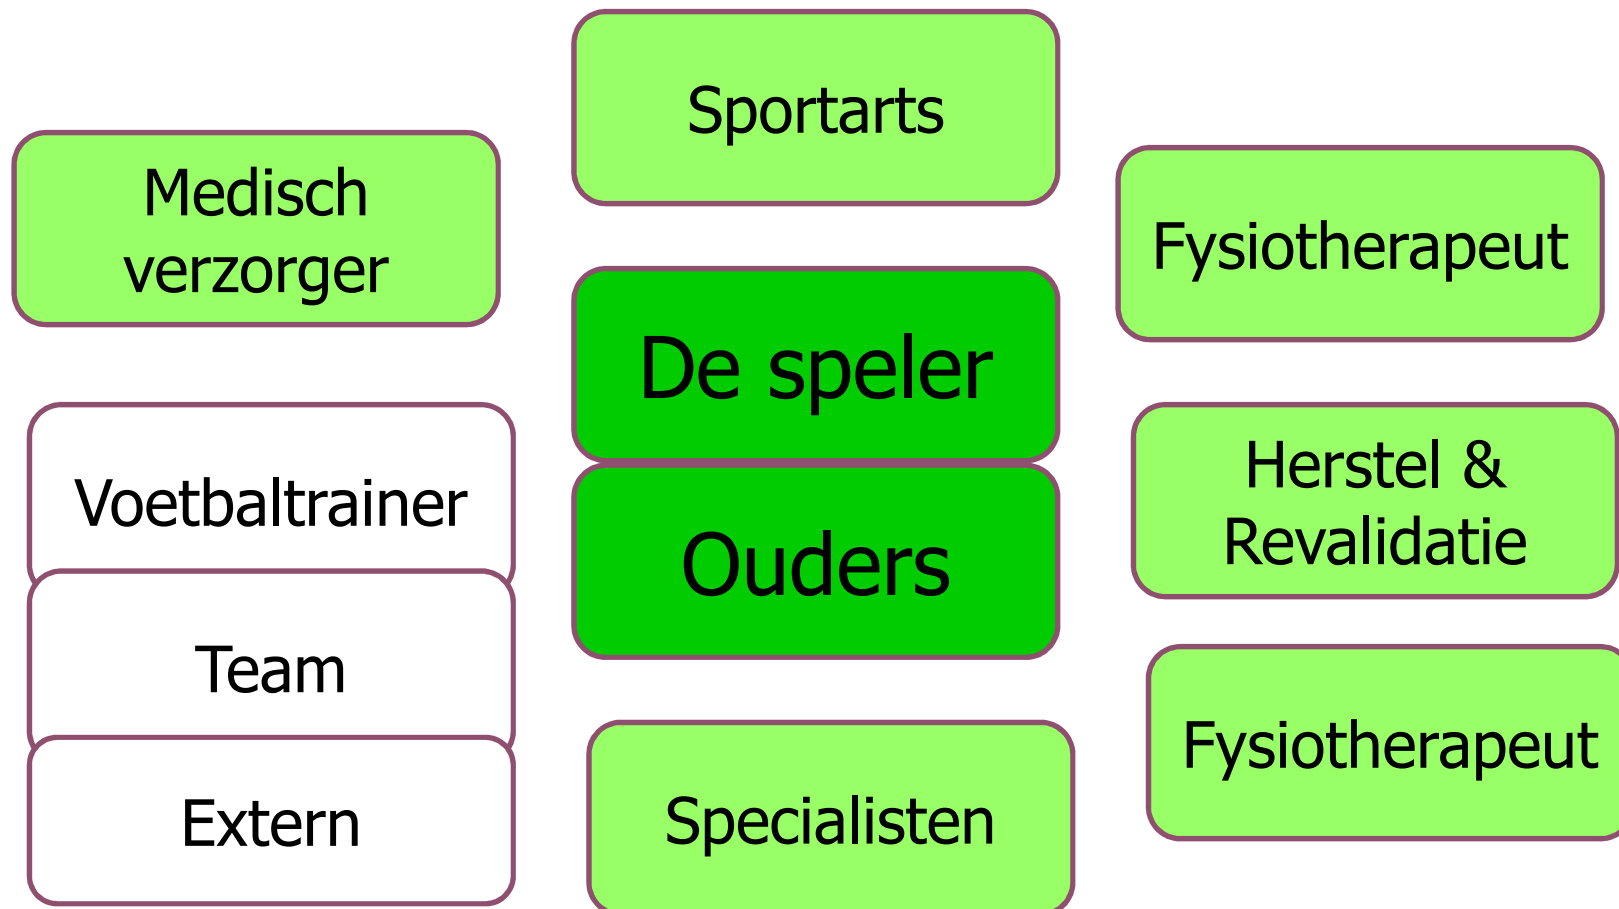 Sportarts
Medisch
verzorger
Fysiotherapeut
De speler
Voetbaltrainer
Herstel &
Revalidatie
Ouders
Team
Fysiotherapeut
Extern
Specialisten